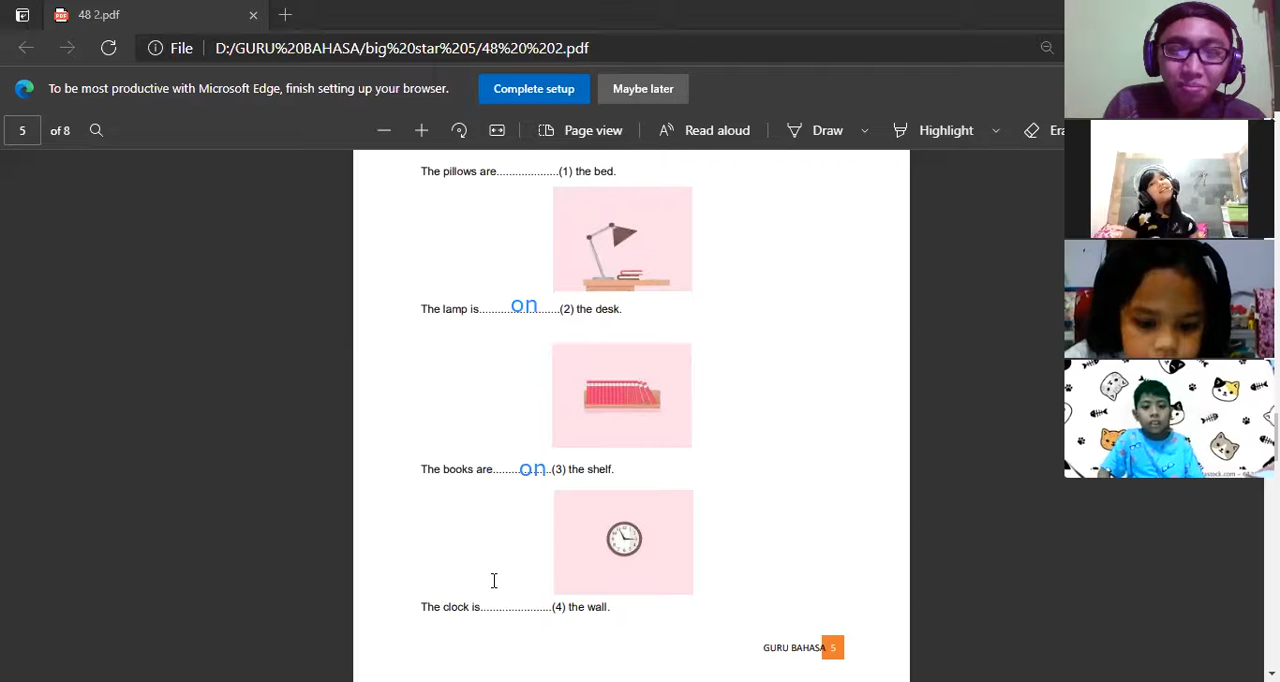 48 2.pdf
File D:/GURU%20BAHASA/big%20star%205/48%20%202.pdf
To be most productive with Microsoft Edge, finish setting up your browser. Complete setup Maybe later
5 of 8 Page view Read aloud Draw Highlight Era
The pillows are....................(1) the bed.
The lamp is..........on..........(2) the desk.
The books are.........on.........(3) the shelf.
The clock is.......................(4) the wall.
GURU BAHASA 5